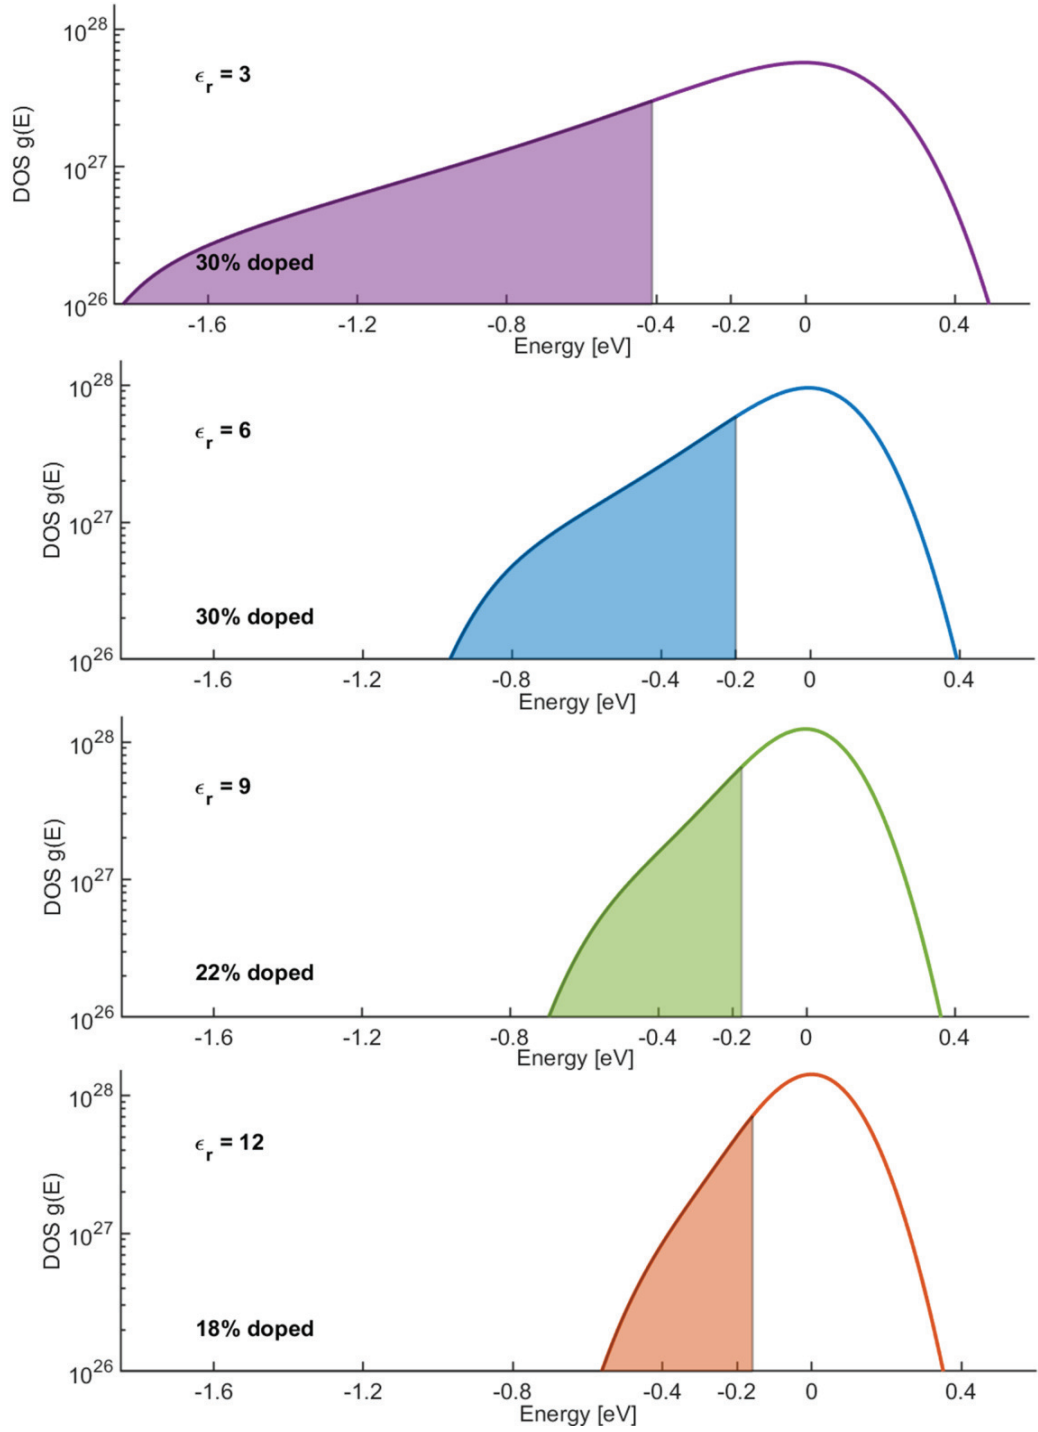 10^28
ϵ_r = 3
DOS g(E)
10^27
30% doped
10^26
-1.6 -1.2 -0.8 -0.4 -0.2 0 0.4
Energy [eV]
10^28
ϵ_r = 6
DOS g(E)
10^27
30% doped
10^26
-1.6 -1.2 -0.8 -0.4 -0.2 0 0.4
Energy [eV]
10^28
ϵ_r = 9
DOS g(E)
10^27
22% doped
10^26
-1.6 -1.2 -0.8 -0.4 -0.2 0 0.4
Energy [eV]
10^28
ϵ_r = 12
DOS g(E)
10^27
18% doped
10^26
-1.6 -1.2 -0.8 -0.4 -0.2 0 0.4
Energy [eV]